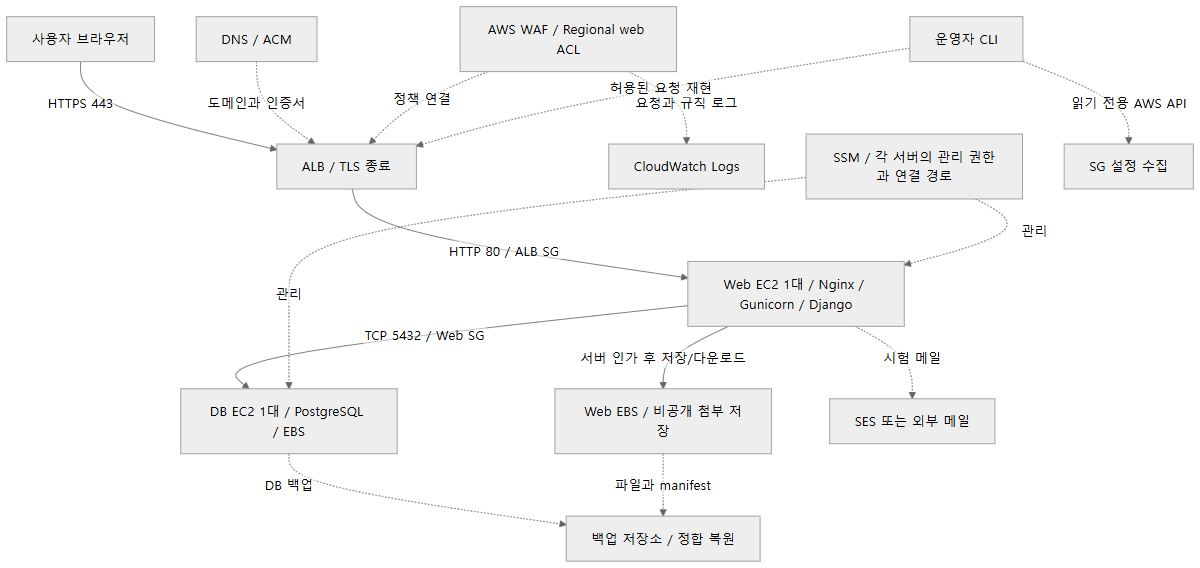 사용자 브라우저
DNS / ACM
AWS WAF / Regional web
ACL
운영자 CLI
HTTPS 443
도메인과 인증서
정책 연결
허용된 요청 재현
요청과 규칙 로그
읽기 전용 AWS API
ALB / TLS 종료
CloudWatch Logs
SSM / 각 서버의 관리 권한
과 연결 경로
SG 설정 수집
HTTP 80 / ALB SG
관리
관리
Web EC2 1대 / Nginx /
Gunicorn / Django
TCP 5432 / Web SG
서버 인가 후 저장/다운로드
시험 메일
DB EC2 1대 / PostgreSQL
/ EBS
Web EBS / 비공개 첨부 저
장
SES 또는 외부 메일
DB 백업
파일과 manifest
백업 저장소 / 정합 복원